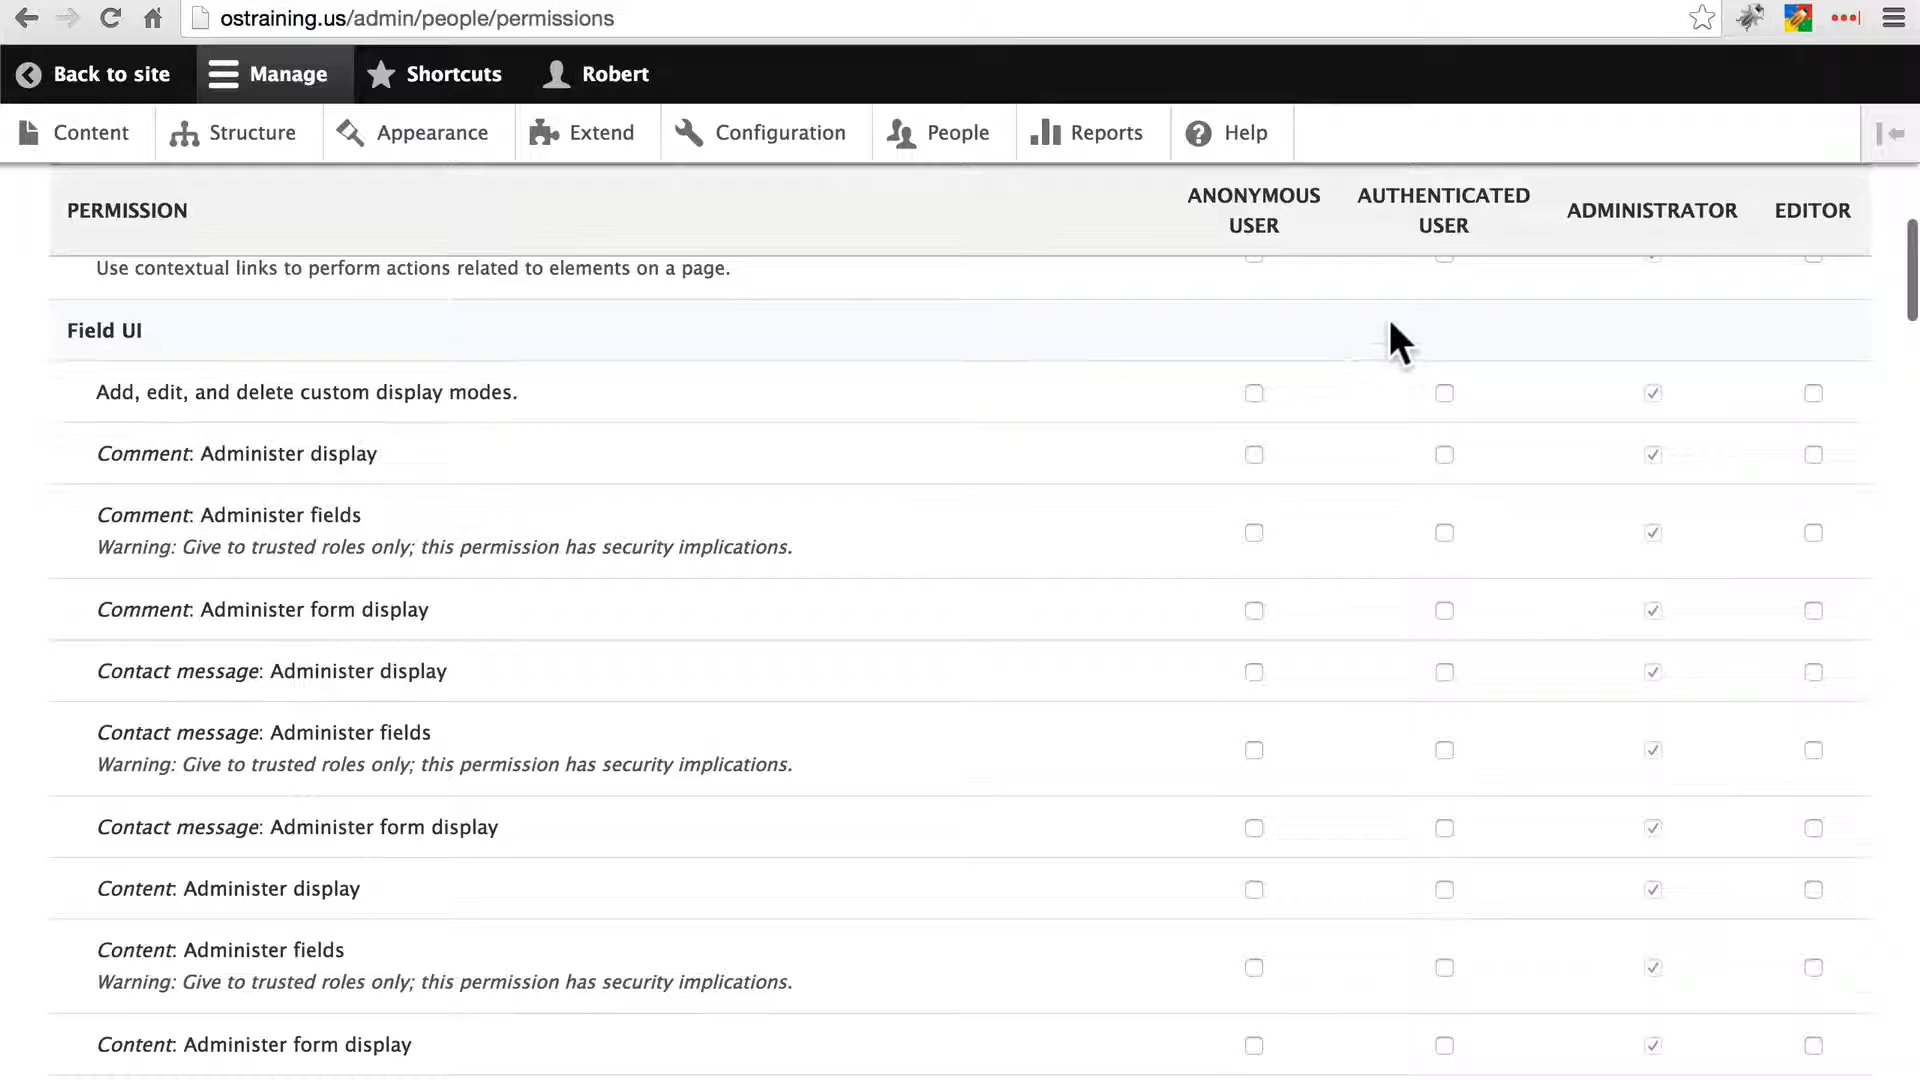 ostraining.us/admin/people/permissions
Back to site Manage Shortcuts Robert
Content Structure Appearance Extend Configuration People Reports Help
PERMISSION ANONYMOUS USER AUTHENTICATED USER ADMINISTRATOR EDITOR
Use contextual links to perform actions related to elements on a page.
Field UI
Add, edit, and delete custom display modes.
Comment: Administer display
Comment: Administer fields
Warning: Give to trusted roles only; this permission has security implications.
Comment: Administer form display
Contact message: Administer display
Contact message: Administer fields
Warning: Give to trusted roles only; this permission has security implications.
Contact message: Administer form display
Content: Administer display
Content: Administer fields
Warning: Give to trusted roles only; this permission has security implications.
Content: Administer form display